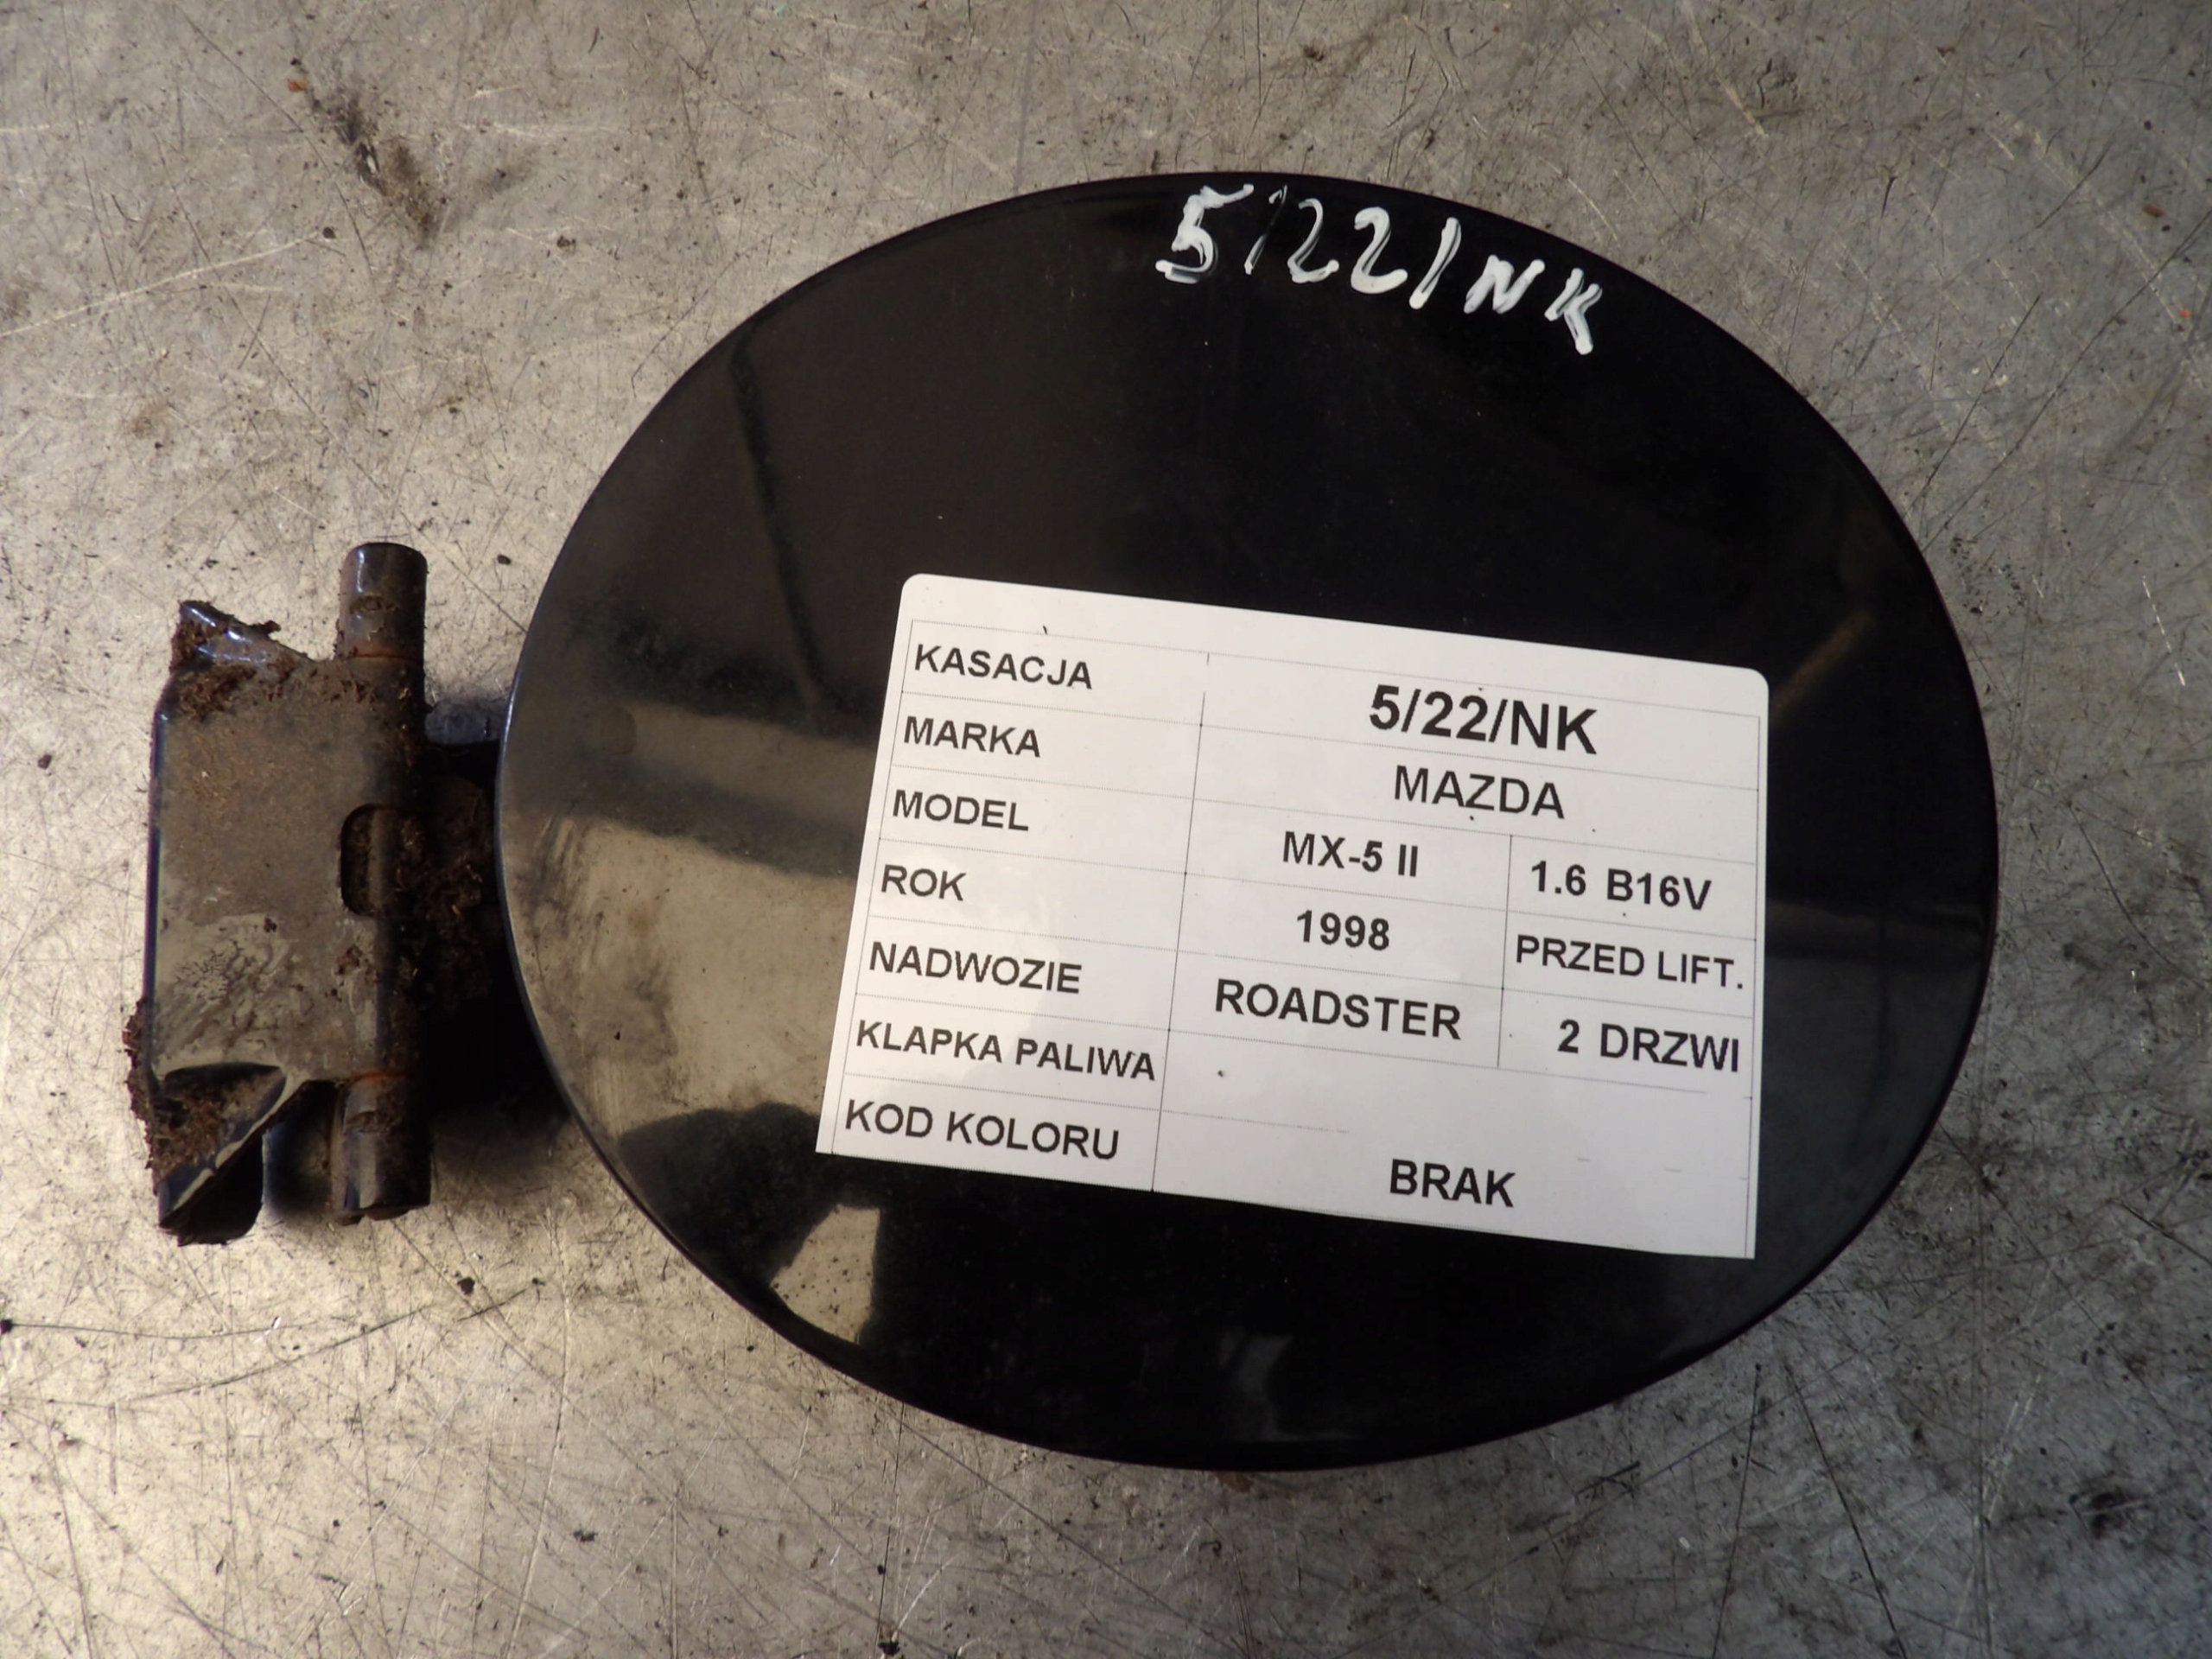 5/22/NK
KASACJA 5/22/NK
MARKA MAZDA
MODEL MX-5 II 1.6 B16V
ROK 1998 PRZED LIFT.
NADWOZIE ROADSTER 2 DRZWI
KLAPKA PALIWA
KOD KOLORU BRAK